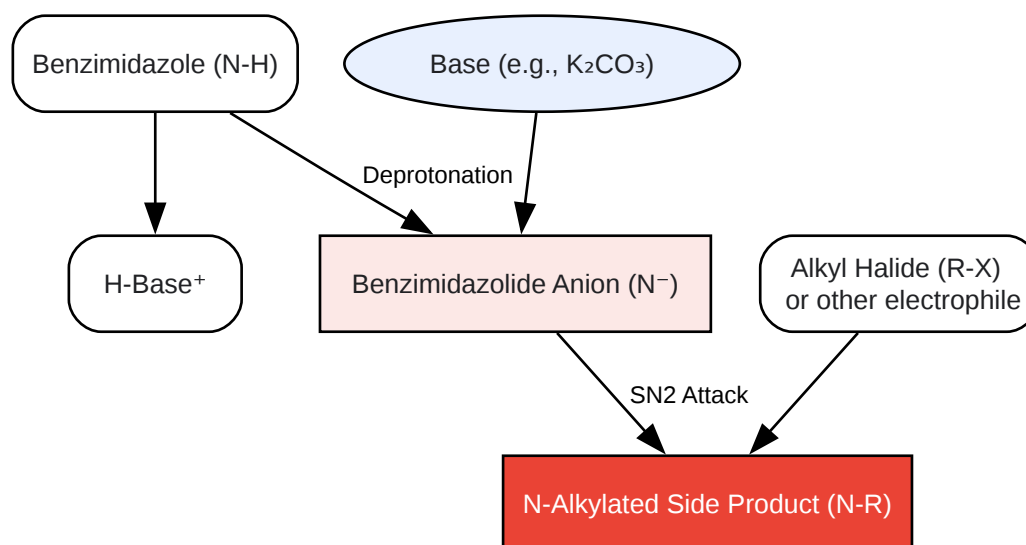 Benzimidazole (N-H)
Base (e.g., K₂CO₃)
Deprotonation
H-Base⁺
Benzimidazolide Anion (N⁻)
Alkyl Halide (R-X)
or other electrophile
SN2 Attack
N-Alkylated Side Product (N-R)